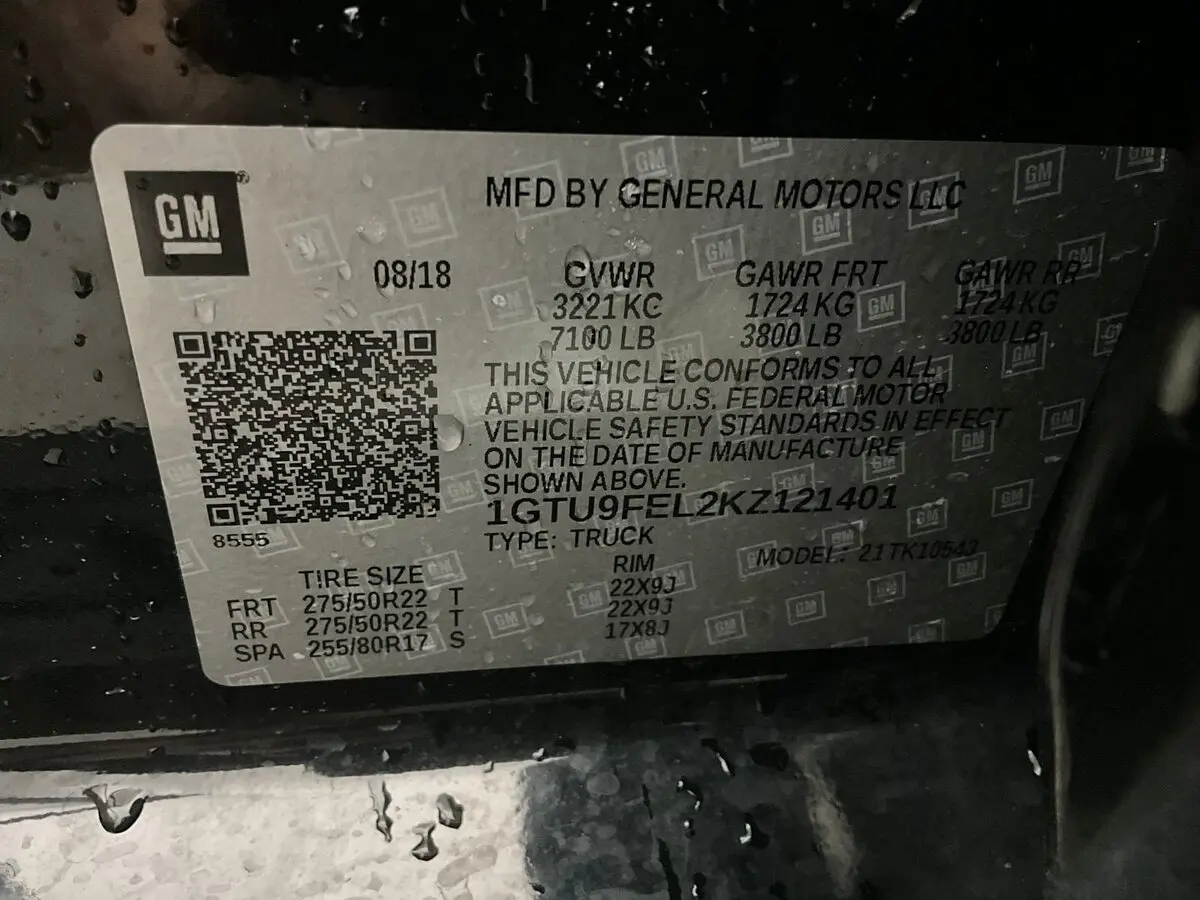 GM
MFD BY GENERAL MOTORS LLC
08/18 GVWR GAWR FRT GAWR RR
3221 KG 1724 KG 1724 KG
7100 LB 3800 LB 3800 LB
THIS VEHICLE CONFORMS TO ALL
APPLICABLE U.S. FEDERAL MOTOR
VEHICLE SAFETY STANDARDS IN EFFECT
ON THE DATE OF MANUFACTURE
SHOWN ABOVE.
1GTU9FEL2KZ121401
8555
TYPE: TRUCK MODEL: 21TK10543
TIRE SIZE RIM
FRT 275/50R22 T 22X9J
RR 275/50R22 T 22X9J
SPA 255/80R17 S 17X8J